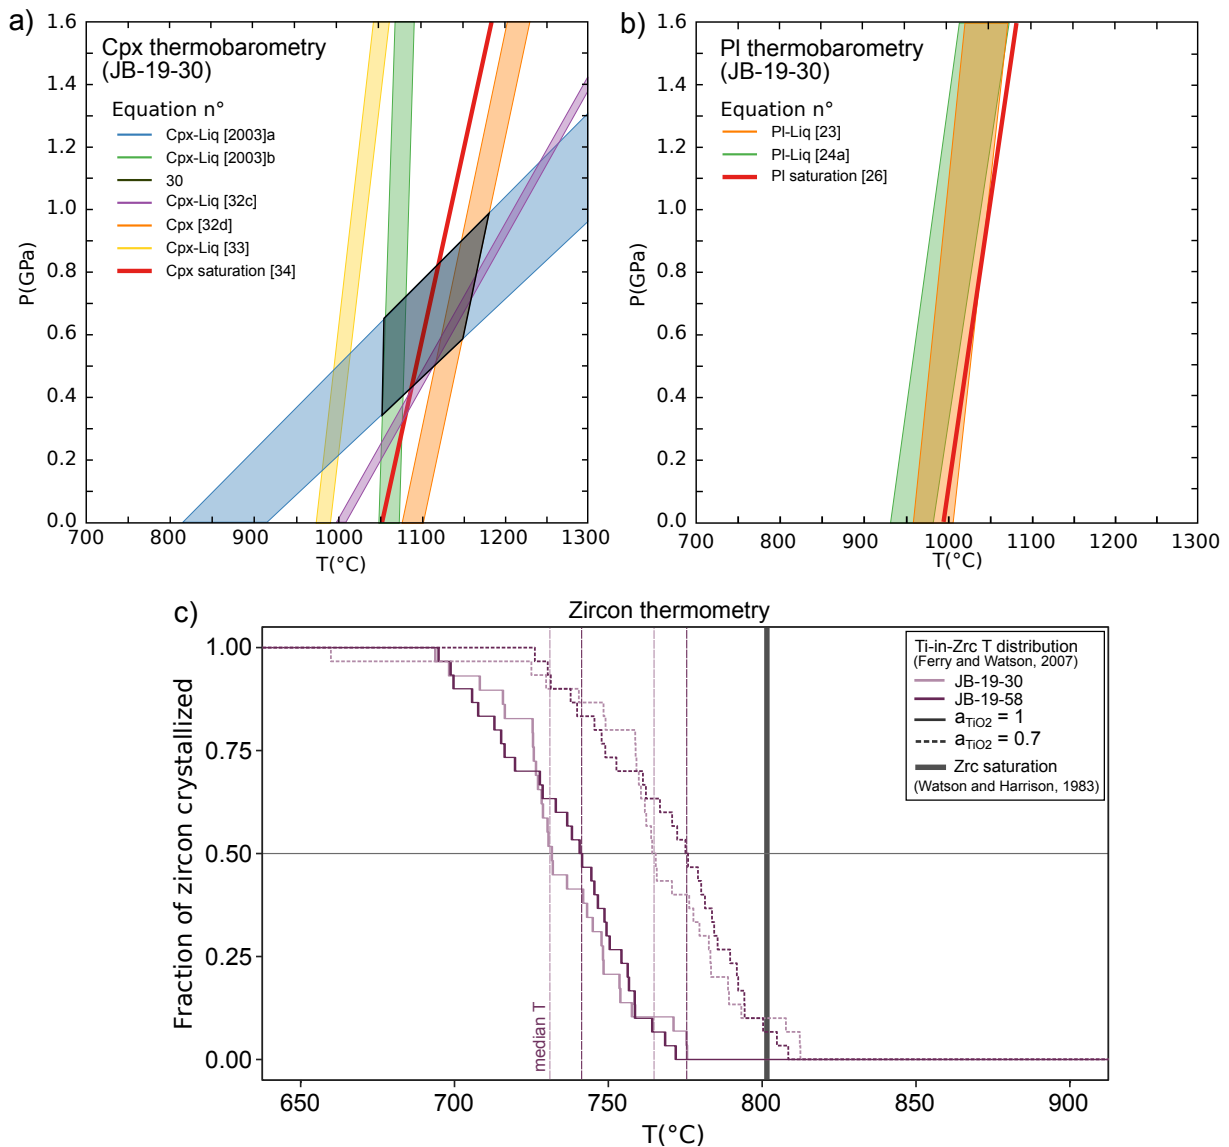 a)
Cpx thermobarometry
(JB-19-30)
Equation n°
Cpx-Liq [2003]a
Cpx-Liq [2003]b
30
Cpx-Liq [32c]
Cpx [32d]
Cpx-Liq [33]
Cpx saturation [34]
P(GPa)
1.6
1.4
1.2
1.0
0.8
0.6
0.4
0.2
0.0
700 800 900 1000 1100 1200 1300
T(°C)
b)
Pl thermobarometry
(JB-19-30)
Equation n°
Pl-Liq [23]
Pl-Liq [24a]
Pl saturation [26]
P(GPa)
1.6
1.4
1.2
1.0
0.8
0.6
0.4
0.2
0.0
700 800 900 1000 1100 1200 1300
T(°C)
c)
Zircon thermometry
Ti-in-Zrc T distribution
(Ferry and Watson, 2007)
JB-19-30
JB-19-58
aTiO2 = 1
aTiO2 = 0.7
Zrc saturation
(Watson and Harrison, 1983)
Fraction of zircon crystallized
1.00
0.75
0.50
0.25
0.00
median T
650 700 750 800 850 900
T(°C)